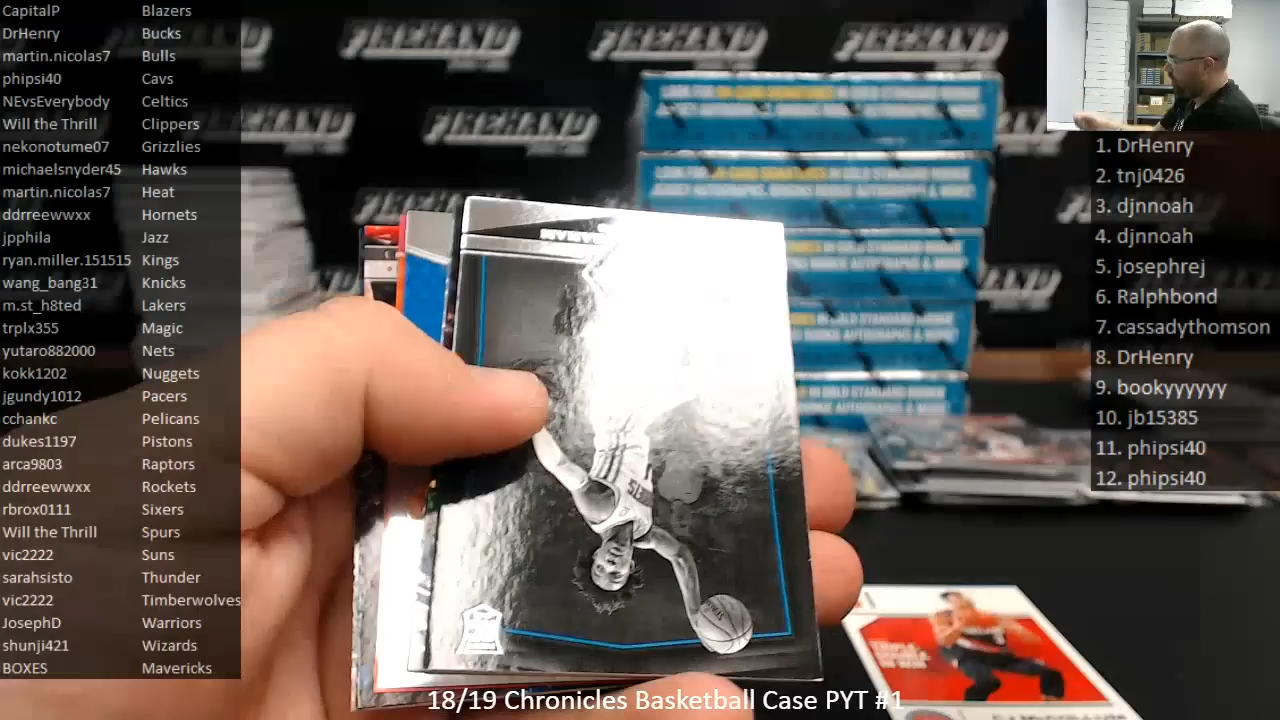 CapitalP Blazers
DrHenry Bucks
martin.nicolas7 Bulls
phipsi40 Cavs
NEvsEverybody Celtics
Will the Thrill Clippers
nekonotume07 Grizzlies
michaelsnyder45 Hawks
martin.nicolas7 Heat
ddrreewwxx Hornets
jpphila Jazz
ryan.miller.151515 Kings
wang_bang31 Knicks
m.st_h8ted Lakers
trplx355 Magic
yutaro882000 Nets
kokk1202 Nuggets
jgundy1012 Pacers
cchankc Pelicans
dukes1197 Pistons
arca9803 Raptors
ddrreewwxx Rockets
rbrox0111 Sixers
Will the Thrill Spurs
vic2222 Suns
sarahsisto Thunder
vic2222 Timberwolves
JosephD Warriors
shunji421 Wizards
BOXES Mavericks
FIREHAND FIREHAND FIREHAND FIREHAND
FIREHAND FIREHAND
1. DrHenry
2. tnj0426
3. djnnoah
4. djnnoah
5. josephrej
6. Ralphbond
7. cassadythomson
8. DrHenry
9. bookyyyyyy
10. jb15385
11. phipsi40
12. phipsi40
18/19 Chronicles Basketball Case PYT #1